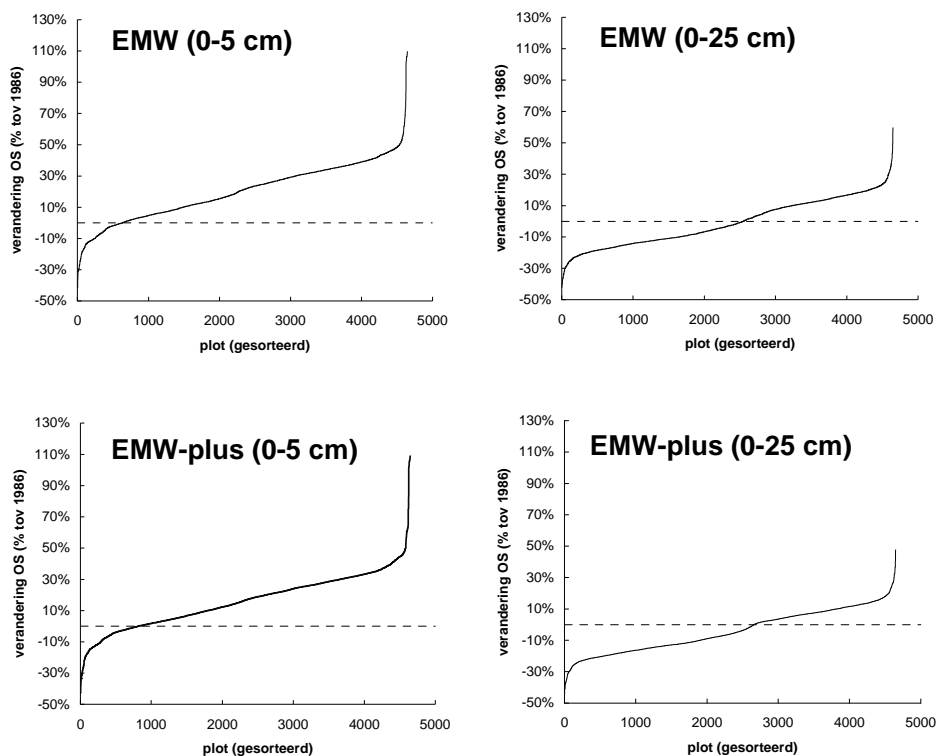 EMW (0-5 cm)
130%
110%
90%
70%
50%
30%
10%
-10%
-30%
-50%
0 1000 2000 3000 4000 5000
plot (gesorteerd)
verandering OS (% tov 1986)
EMW (0-25 cm)
130%
110%
90%
70%
50%
30%
10%
-10%
-30%
-50%
0 1000 2000 3000 4000 5000
plot (gesorteerd)
verandering OS (% tov 1986)
EMW-plus (0-5 cm)
130%
110%
90%
70%
50%
30%
10%
-10%
-30%
-50%
0 1000 2000 3000 4000 5000
plot (gesorteerd)
verandering OS (% tov 1986)
EMW-plus (0-25 cm)
130%
110%
90%
70%
50%
30%
10%
-10%
-30%
-50%
0 1000 2000 3000 4000 5000
plot (gesorteerd)
verandering OS (% tov 1986)